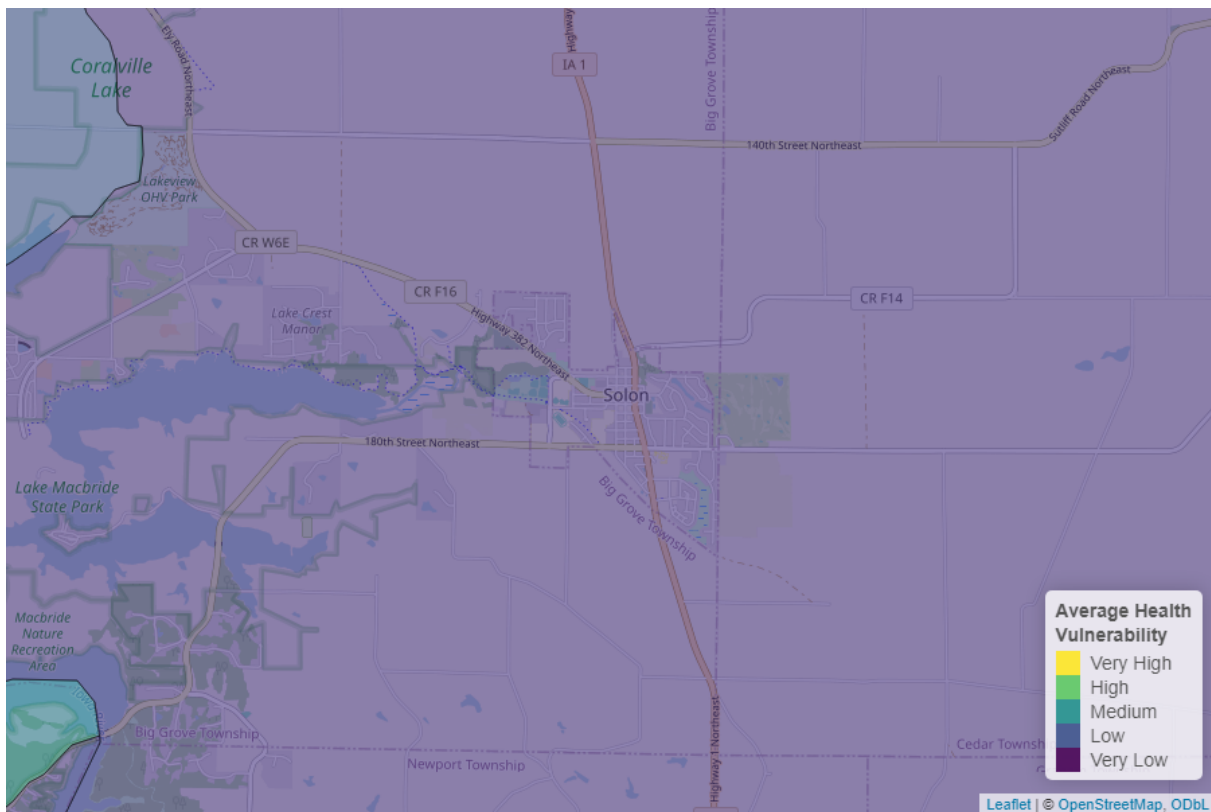 Ely Road Northeast
Coralville
Lake
IA 1
Highway
Big Grove Township
Sutliff Road Northeast
140th Street Northeast
Lakeview
OHV Park
CR W6E
CR F16
CR F14
Lake Crest
Manor
Highway 382 Northeast
Solon
180th Street Northeast
Lake Macbride
State Park
Big Grove Township
Macbride
Nature
Recreation
Area
Big Grove Township
Newport Township
Highway 1 Northeast
Cedar Township
Average Health
Vulnerability
Very High
High
Medium
Low
Very Low
Leaflet | © OpenStreetMap, ODbL